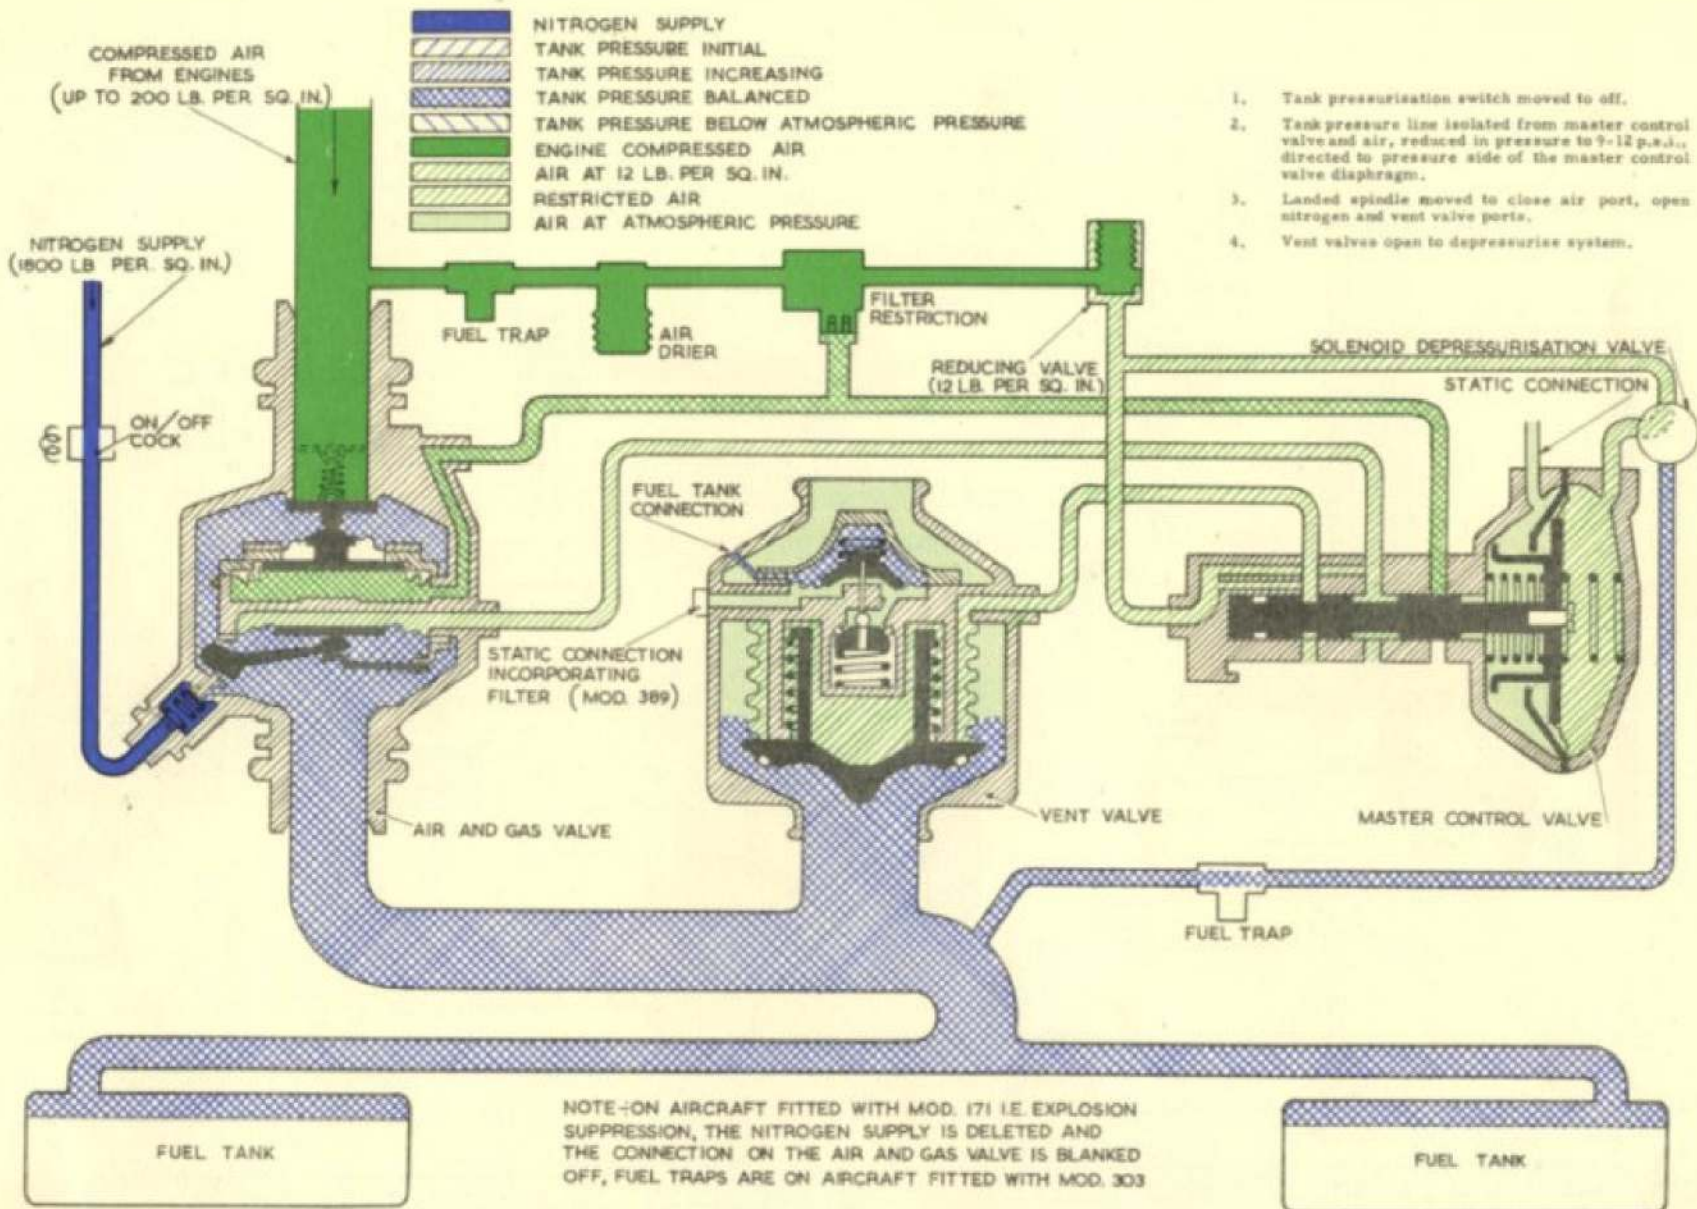 NITROGEN SUPPLY
TANK PRESSURE INITIAL
TANK PRESSURE INCREASING
TANK PRESSURE BALANCED
TANK PRESSURE BELOW ATMOSPHERIC PRESSURE
ENGINE COMPRESSED AIR
AIR AT 12 LB. PER SQ. IN.
RESTRICTED AIR
AIR AT ATMOSPHERIC PRESSURE
COMPRESSED AIR
FROM ENGINES
(UP TO 200 LB. PER SQ. IN.)
1. Tank pressurisation switch moved to off.
2. Tank pressure line isolated from master control
valve and air, reduced in pressure to 9-12 p.s.i.,
directed to pressure side of the master control
valve diaphragm.
3. Landed spindle moved to close air port, open
nitrogen and vent valve ports.
4. Vent valves open to depressurise system.
NITROGEN SUPPLY
(1800 LB PER. SQ. IN.)
FUEL TRAP
AIR
DRIER
FILTER
RESTRICTION
REDUCING VALVE
(12 LB. PER SQ. IN.)
SOLENOID DEPRESSURISATION VALVE
STATIC CONNECTION
ON/OFF
COCK
FUEL TANK
CONNECTION
STATIC CONNECTION
INCORPORATING
FILTER (MOD. 389)
AIR AND GAS VALVE
VENT VALVE
MASTER CONTROL VALVE
FUEL TRAP
FUEL TANK
NOTE:-ON AIRCRAFT FITTED WITH MOD. 171 I.E. EXPLOSION
SUPPRESSION, THE NITROGEN SUPPLY IS DELETED AND
THE CONNECTION ON THE AIR AND GAS VALVE IS BLANKED
OFF, FUEL TRAPS ARE ON AIRCRAFT FITTED WITH MOD. 303
FUEL TANK